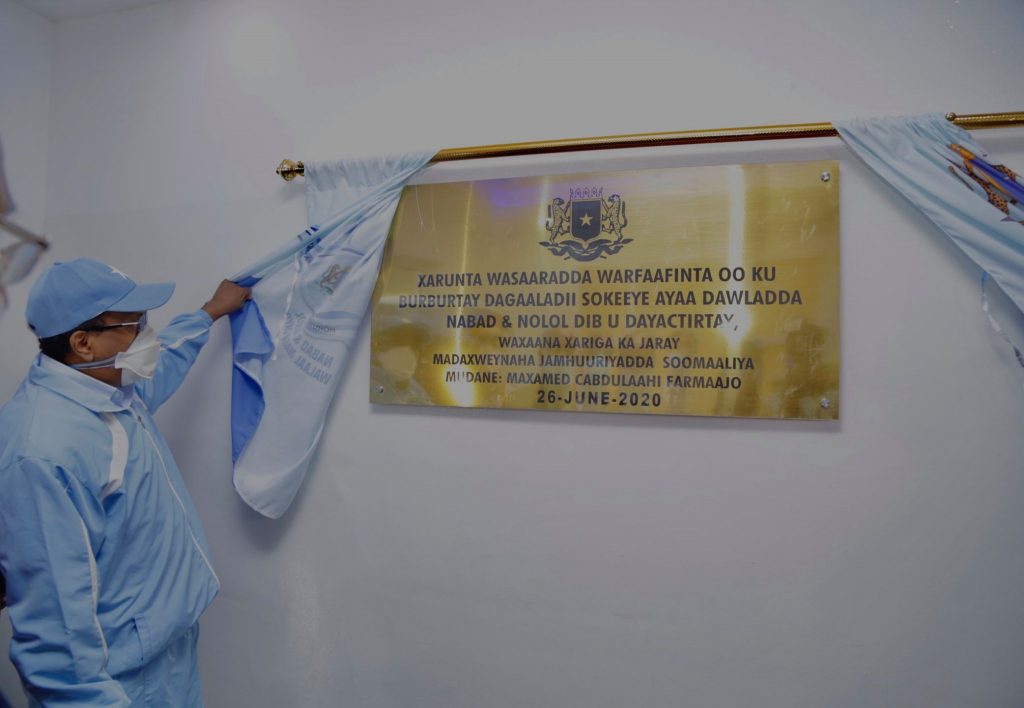 XARUNTA WASAARADDA WARFAAFINTA OO KU
BURBURTAY DAGAALADII SOKEEYE AYAA DAWLADDA
NABAD & NOLOL DIB U DAYACTIRTAY,
WAXAANA XARIGA KA JARAY
MADAXWEYNAHA JAMHUURIYADDA SOOMAALIYA
MUDANE: MAXAMED CABDULAAHI FARMAAJO
26-JUNE-2020